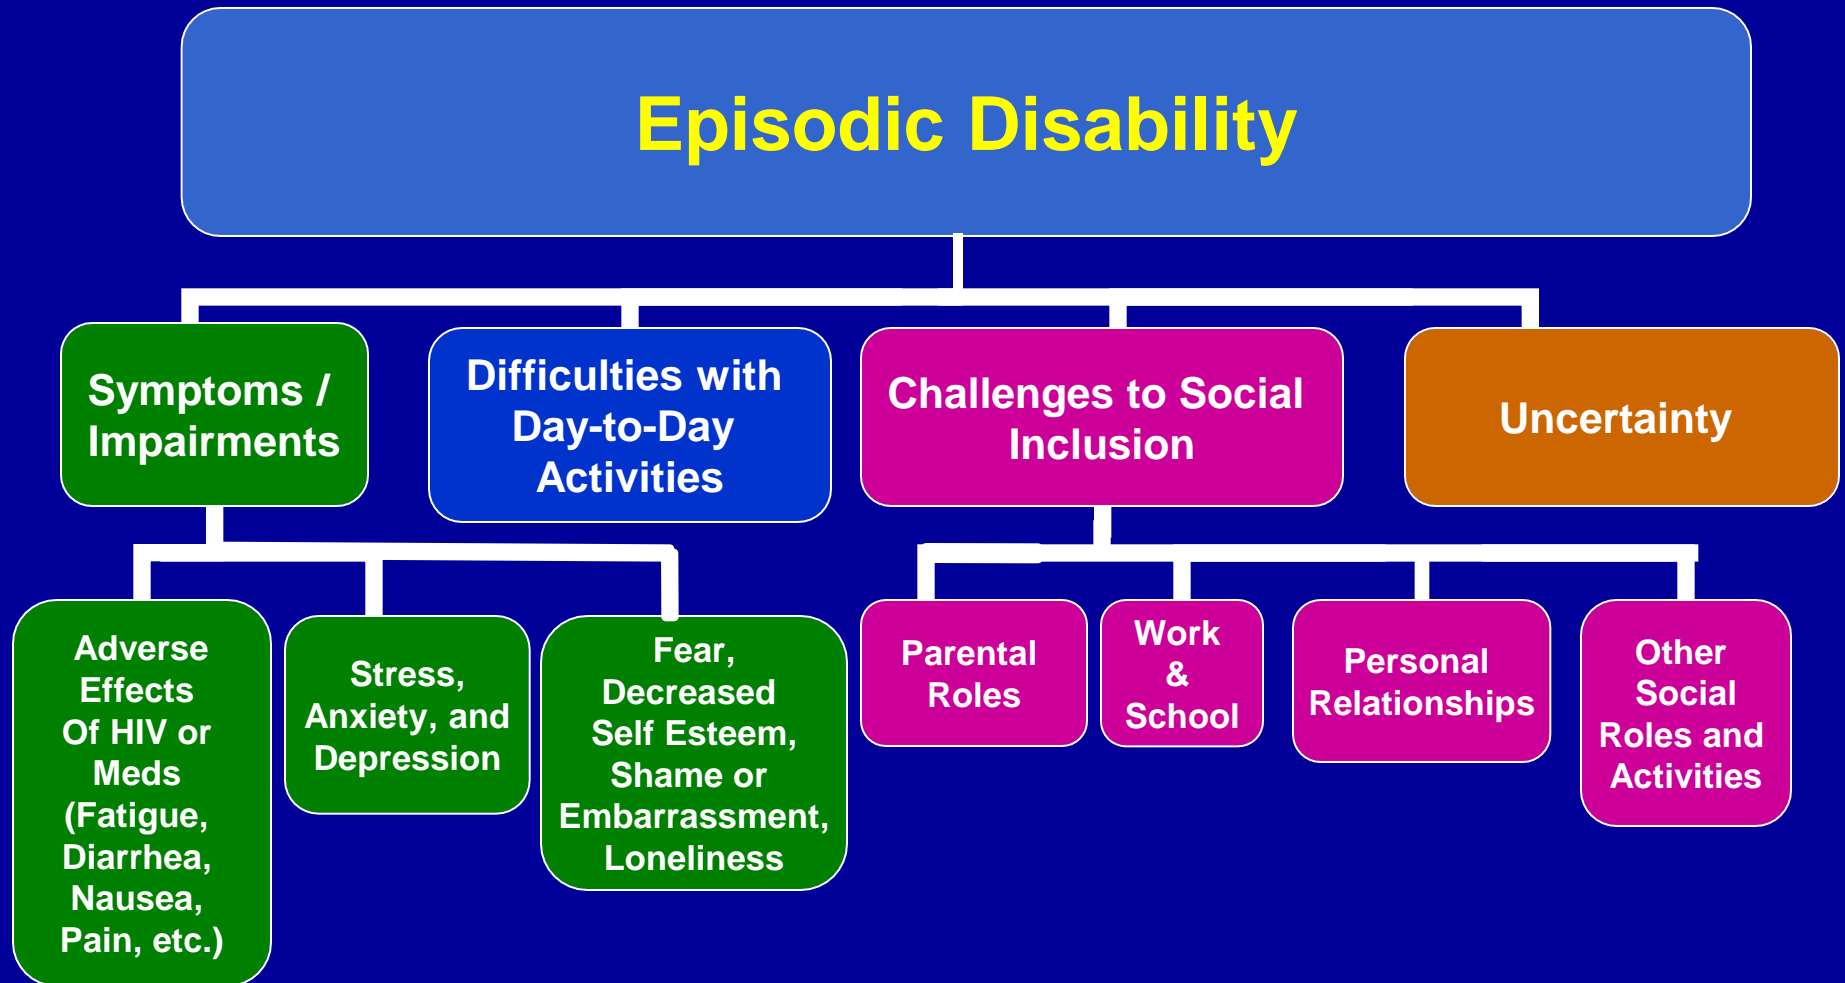 Episodic Disability
Symptoms /
Impairments
Difficulties with
Day-to-Day
Activities
Challenges to Social
Inclusion
Uncertainty
Adverse
Effects
Of HIV or
Meds
(Fatigue,
Diarrhea,
Nausea,
Pain, etc.)
Stress,
Anxiety, and
Depression
Fear,
Decreased
Self Esteem,
Shame or
Embarrassment,
Loneliness
Parental
Roles
Work
&
School
Personal
Relationships
Other
Social
Roles and
Activities